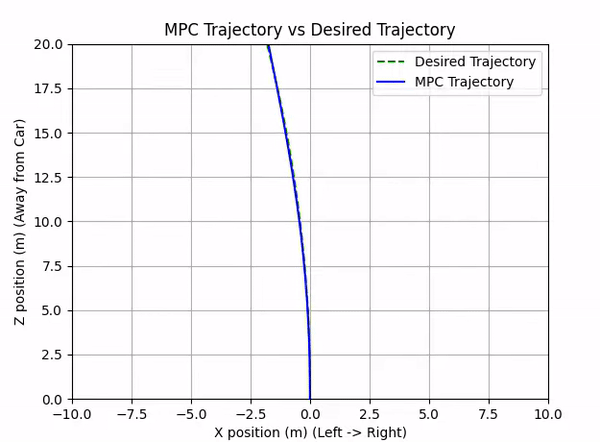 MPC Trajectory vs Desired Trajectory
Desired Trajectory
MPC Trajectory
Z position (m) (Away from Car)
20.0
17.5
15.0
12.5
10.0
7.5
5.0
2.5
0.0
−10.0 −7.5 −5.0 −2.5 0.0 2.5 5.0 7.5 10.0
X position (m) (Left -> Right)